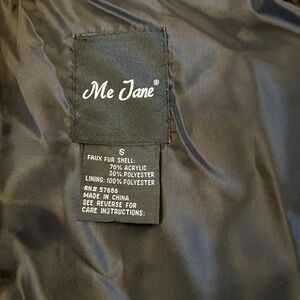 Me Jane®
S
FAUX FUR SHELL:
70% ACRYLIC
30% POLYESTER
LINING: 100% POLYESTER
RN# 57686
MADE IN CHINA
SEE REVERSE FOR
CARE INSTRUCTIONS: